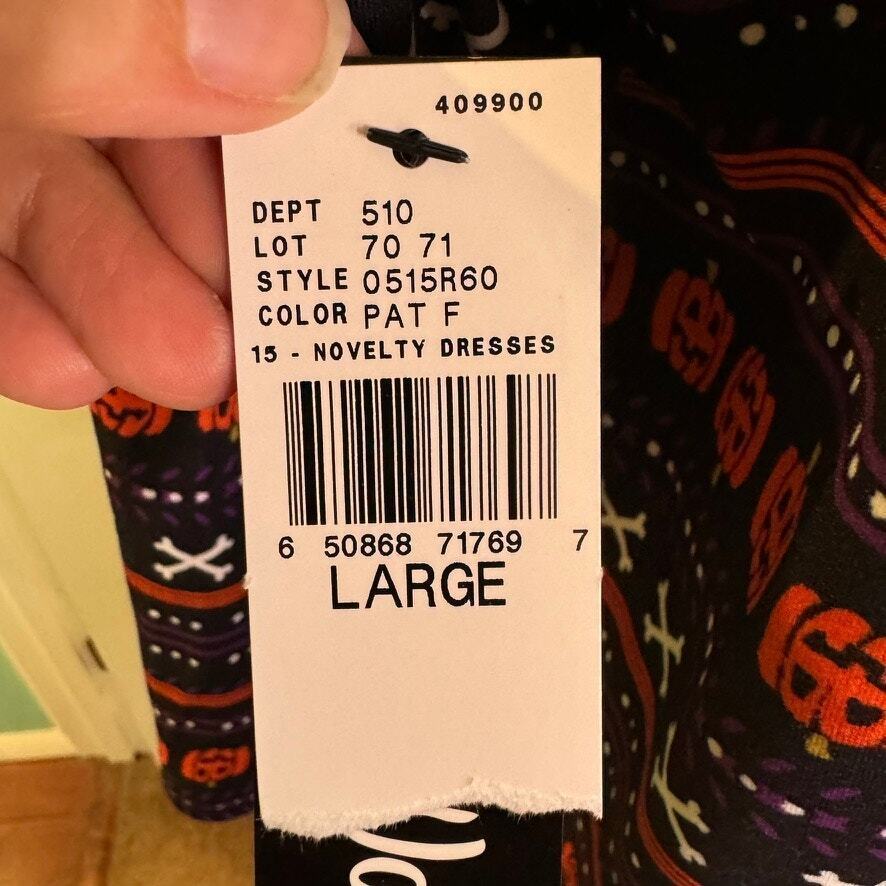 409900
DEPT 510
LOT 70 71
STYLE 0515R60
COLOR PAT F
15 - NOVELTY DRESSES
6 50868 71769 7
LARGE